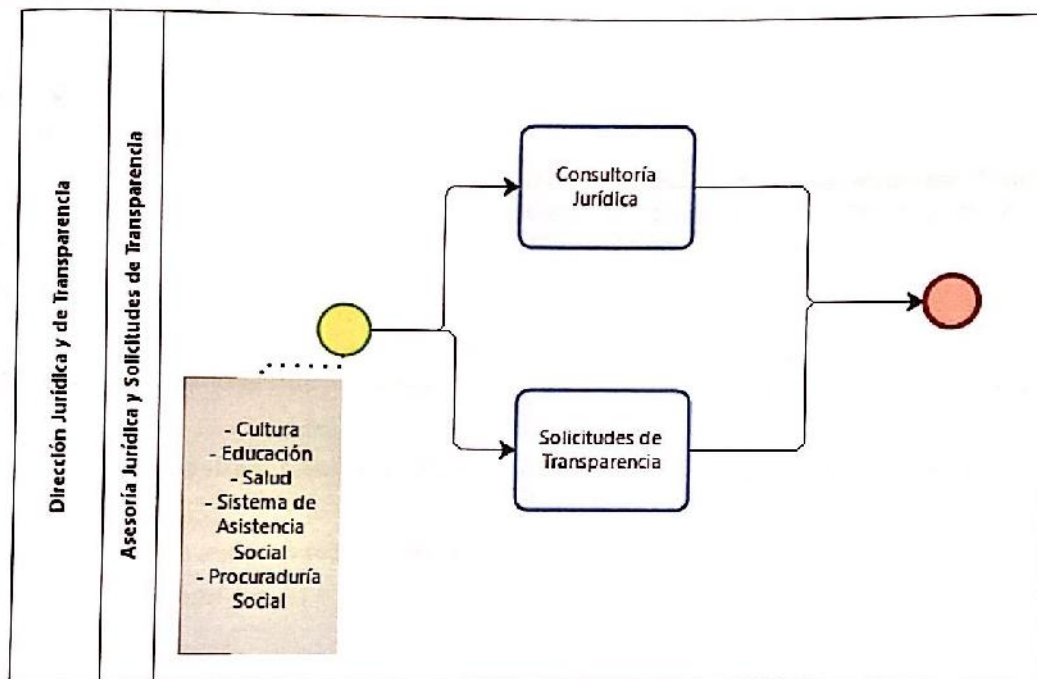 Dirección Jurídica y de Transparencia
Asesoría Jurídica y Solicitudes de Transparencia
Consultoría
Jurídica
Solicitudes de
Transparencia
- Cultura
- Educación
- Salud
- Sistema de
Asistencia
Social
- Procuraduría
Social